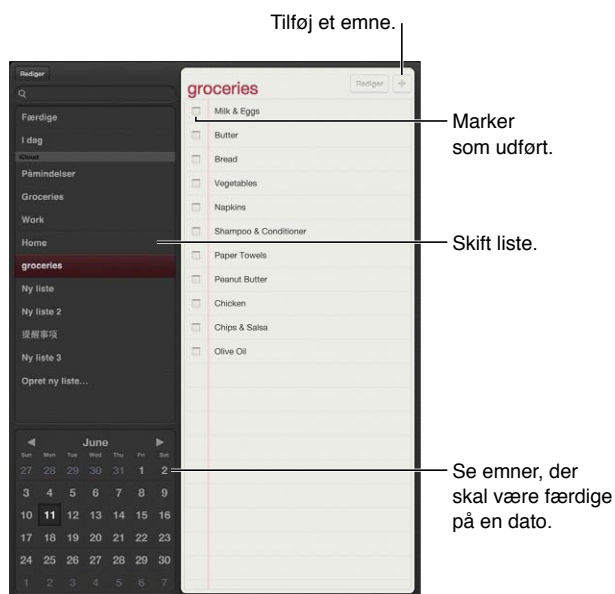 Tilføj et emne.
Rediger
Færdige
I dag
iCloud
Påmindelser
Groceries
Work
Home
groceries
Ny liste
Ny liste 2
提醒事项
Ny liste 3
Opret ny liste...
June
Sun Mon Tue Wed Thu Fri Sat
27 28 29 30 31 1 2
3 4 5 6 7 8 9
10 11 12 13 14 15 16
17 18 19 20 21 22 23
24 25 26 27 28 29 30
1 2 3 4 5 6 7
groceries
Rediger +
Milk & Eggs
Butter
Bread
Vegetables
Napkins
Shampoo & Conditioner
Paper Towels
Peanut Butter
Chicken
Chips & Salsa
Olive Oil
Marker
som udført.
Skift liste.
Se emner, der
skal være færdige
på en dato.